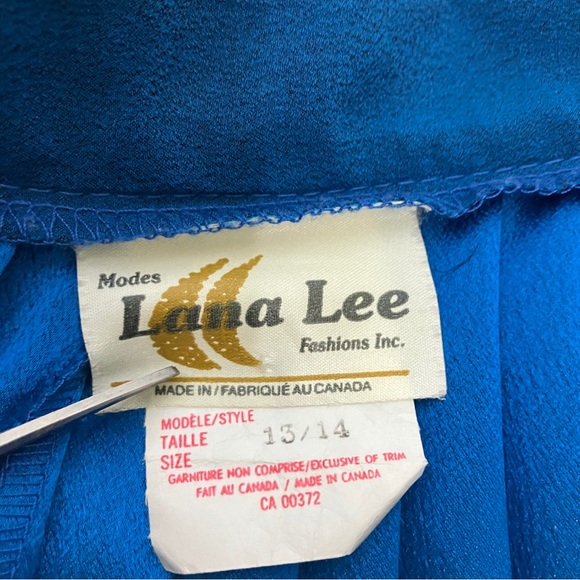 Modes
Lana Lee
Fashions Inc.
MADE IN/FABRIQUÉ AU CANADA
MODÈLE/STYLE
TAILLE 13/14
SIZE
GARNITURE NON COMPRISE/EXCLUSIVE OF TRIM
FAIT AU CANADA / MADE IN CANADA
CA 00372